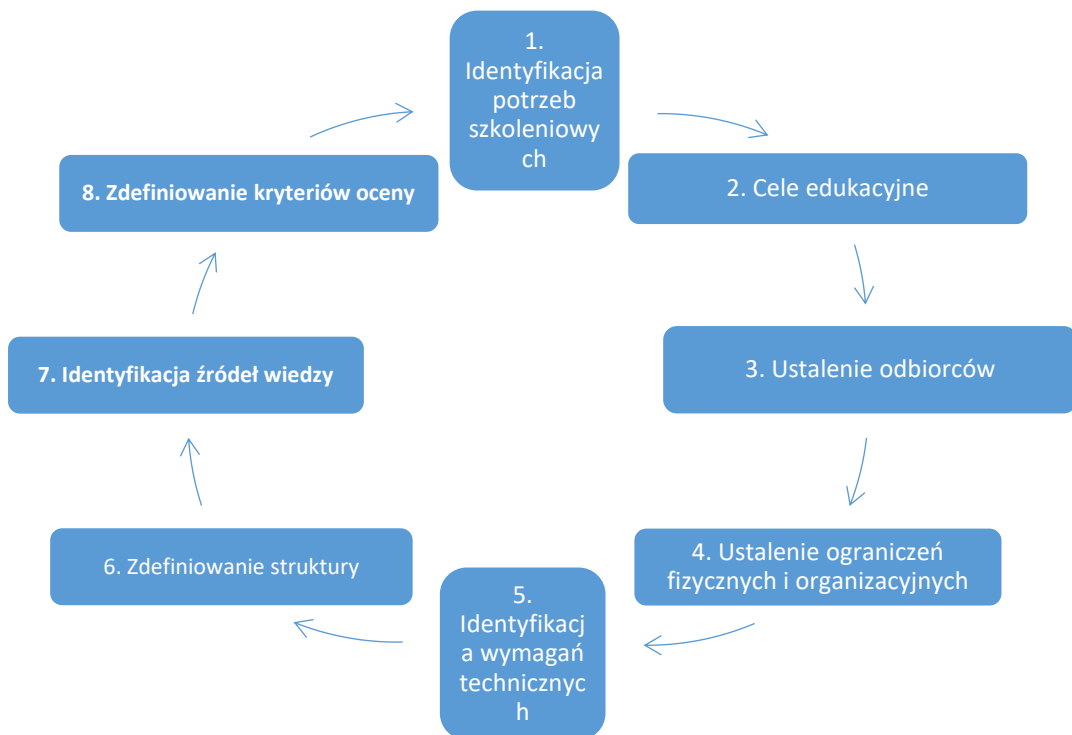 1.
Identyfikacja
potrzeb
szkoleniowy
ch
2. Cele edukacyjne
3. Ustalenie odbiorców
4. Ustalenie ograniczeń
fizycznych i organizacyjnych
5.
Identyfikacj
a wymagań
technicznyc
h
6. Zdefiniowanie struktury
7. Identyfikacja źródeł wiedzy
8. Zdefiniowanie kryteriów oceny